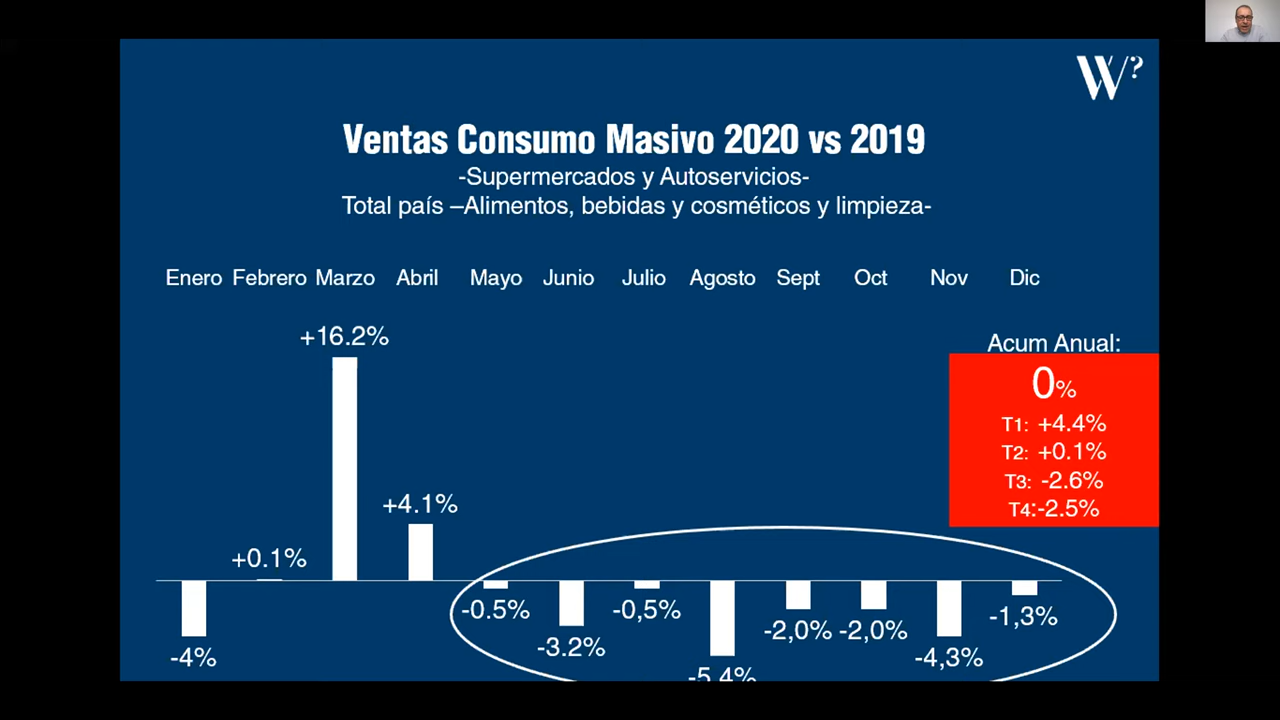 W?
Ventas Consumo Masivo 2020 vs 2019
-Supermercados y Autoservicios-
Total país –Alimentos, bebidas y cosméticos y limpieza-
Enero Febrero Marzo Abril Mayo Junio Julio Agosto Sept Oct Nov Dic
+16.2%
Acum Anual:
0%
T1: +4.4%
T2: +0.1%
T3: -2.6%
T4:-2.5%
+4.1%
+0.1%
-0.5% -0,5%
-1,3%
-2,0% -2,0%
-3.2%
-4% -4,3%
-5.4%